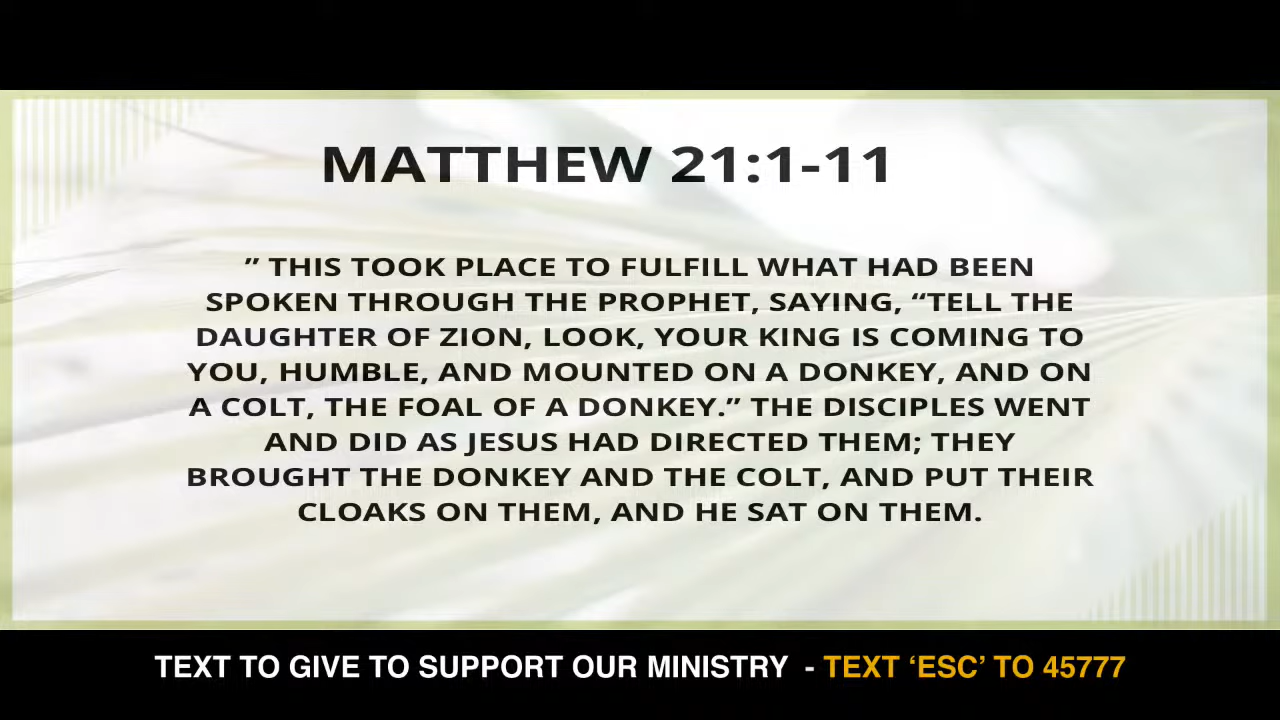 MATTHEW 21:1-11
” THIS TOOK PLACE TO FULFILL WHAT HAD BEEN
SPOKEN THROUGH THE PROPHET, SAYING, “TELL THE
DAUGHTER OF ZION, LOOK, YOUR KING IS COMING TO
YOU, HUMBLE, AND MOUNTED ON A DONKEY, AND ON
A COLT, THE FOAL OF A DONKEY.” THE DISCIPLES WENT
AND DID AS JESUS HAD DIRECTED THEM; THEY
BROUGHT THE DONKEY AND THE COLT, AND PUT THEIR
CLOAKS ON THEM, AND HE SAT ON THEM.
TEXT TO GIVE TO SUPPORT OUR MINISTRY - TEXT ‘ESC’ TO 45777